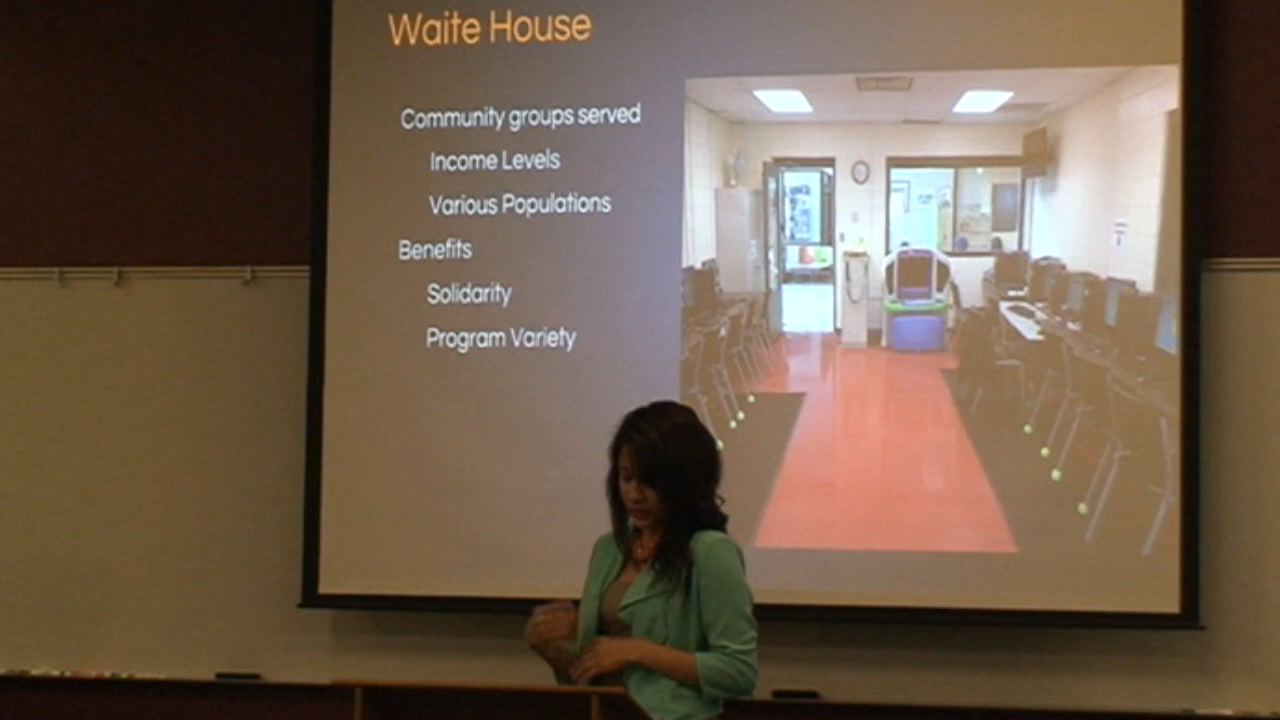 Waite House
Community groups served
Income Levels
Various Populations
Benefits
Solidarity
Program Variety